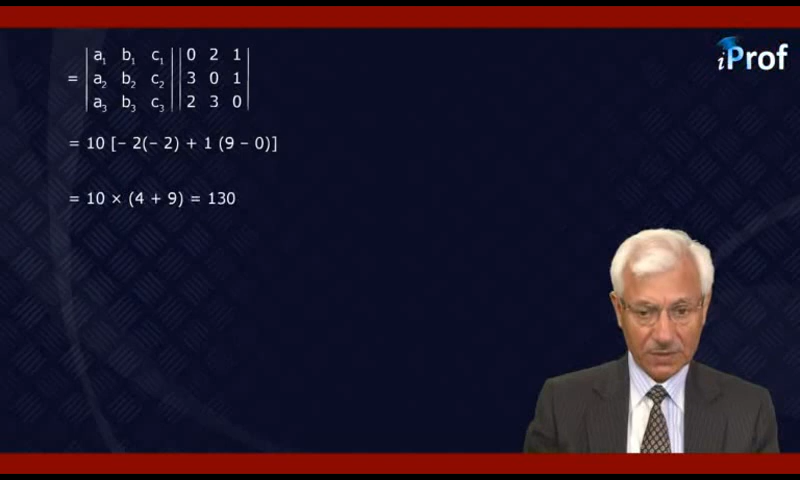 = | a₁ b₁ c₁ | | 0 2 1 |
| a₂ b₂ c₂ | | 3 0 1 |
| a₃ b₃ c₃ | | 2 3 0 |
= 10 [– 2(– 2) + 1 (9 – 0)]
= 10 × (4 + 9) = 130
iProf